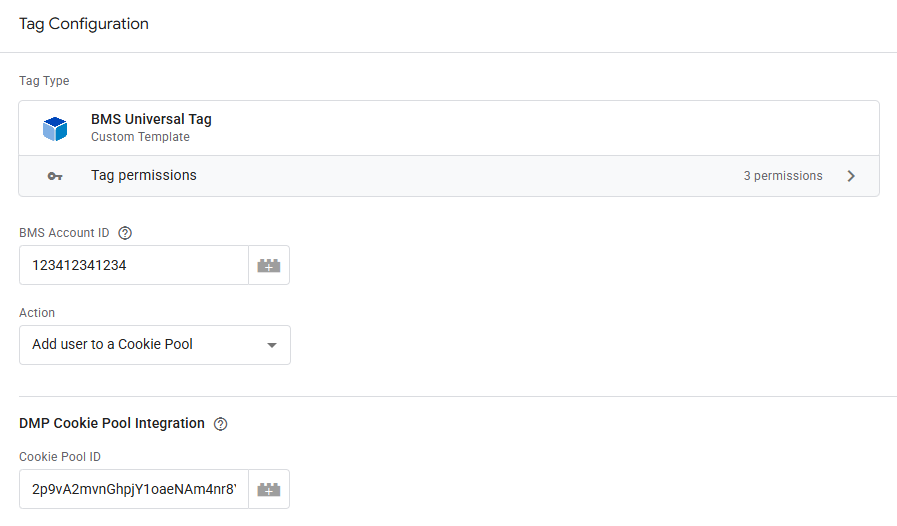 Tag Configuration
Tag Type
BMS Universal Tag
Custom Template
Tag permissions
3 permissions
BMS Account ID
123412341234
Action
Add user to a Cookie Pool
DMP Cookie Pool Integration
Cookie Pool ID
2p9vA2mvnGhpjY1oaeNAm4nr8